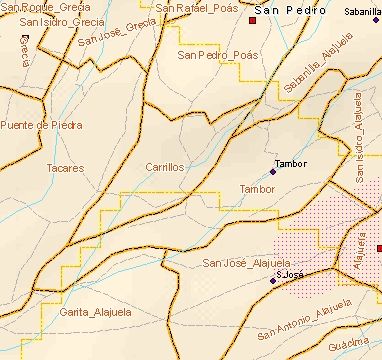 San Roque_Grecia
San Rafael_Poás
San Pedro
Sabanilla
San Isidro_Grecia
San José_Grecia
Grecia
San Pedro_Poás
Sabanilla_Alajuela
Puente de Piedra
San Isidro_Alajuela
Tacares
Carrillos
Tambor
Tambor
Alajuela
San José_Alajuela
S.José
Garita_Alajuela
San Antonio_Alajuela
Guácima